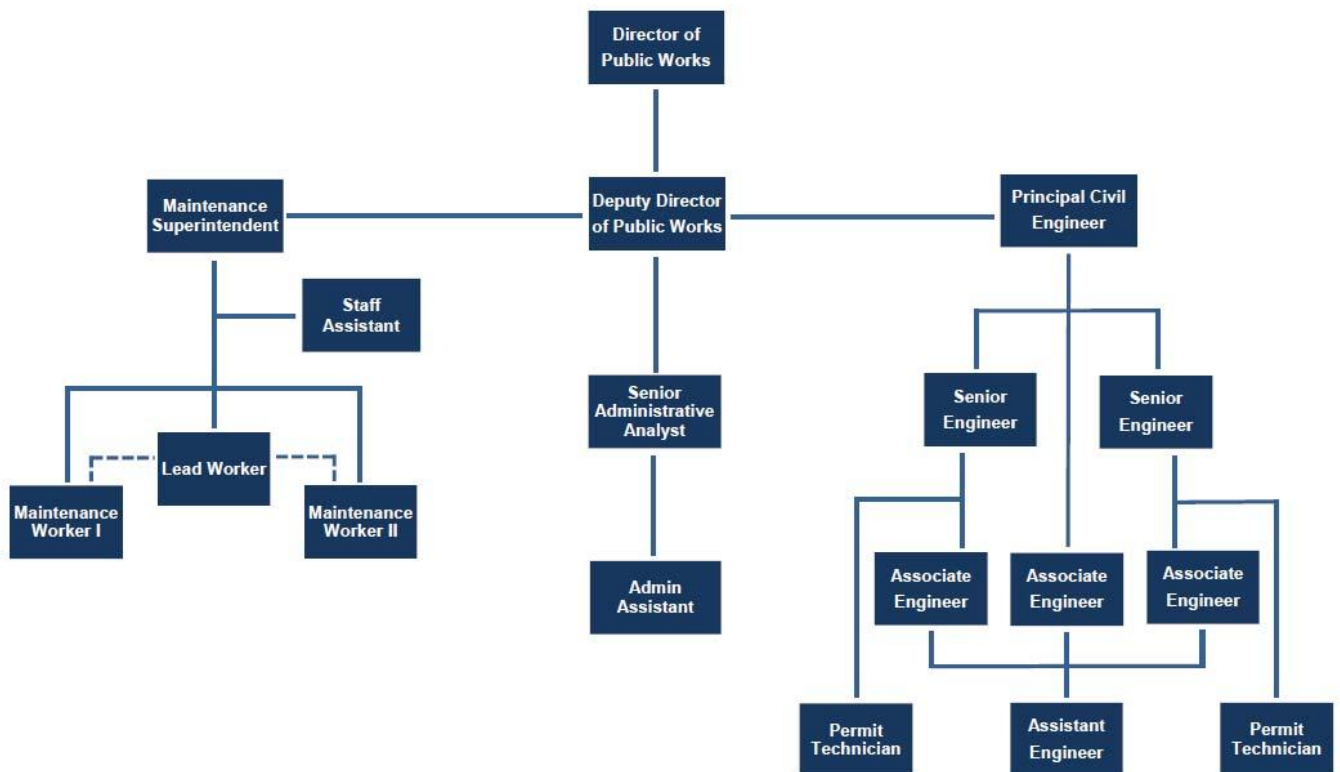 Director of
Public Works
Maintenance
Superintendent
Deputy Director
of Public Works
Principal Civil
Engineer
Staff
Assistant
Senior
Administrative
Analyst
Senior
Engineer
Senior
Engineer
Lead Worker
Maintenance
Worker I
Maintenance
Worker II
Admin
Assistant
Associate
Engineer
Associate
Engineer
Associate
Engineer
Permit
Technician
Assistant
Engineer
Permit
Technician